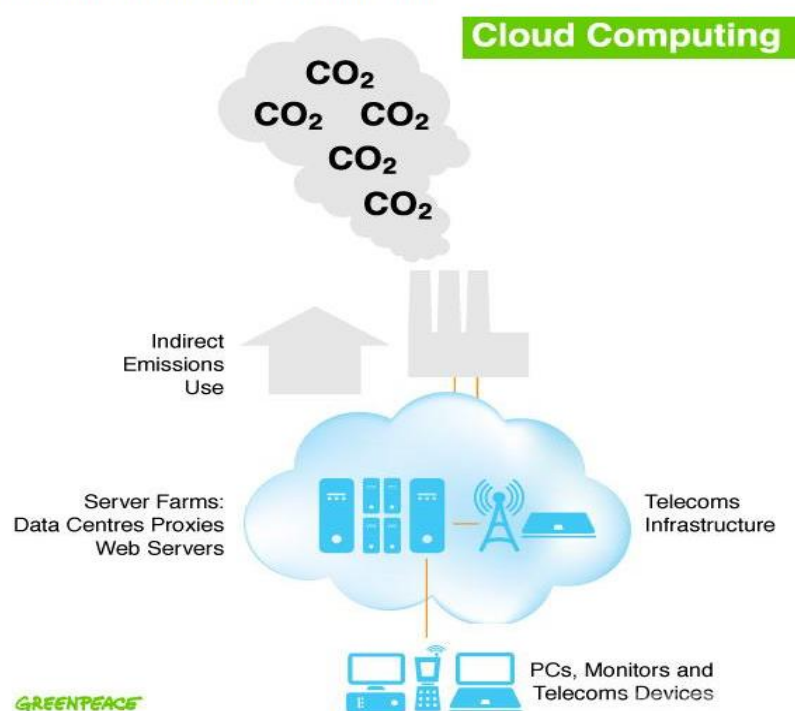 Cloud Computing
CO₂
CO₂ CO₂
CO₂
CO₂
Indirect
Emissions
Use
Server Farms:
Data Centres Proxies
Web Servers
Telecoms
Infrastructure
PCs, Monitors and
Telecoms Devices
GREENPEACE